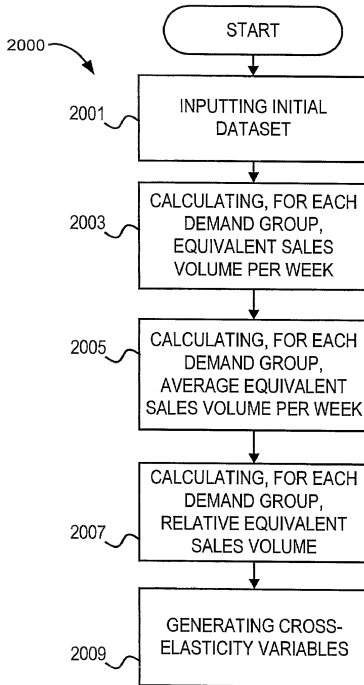 START
2000
2001
INPUTTING INITIAL
DATASET
2003
CALCULATING, FOR EACH
DEMAND GROUP,
EQUIVALENT SALES
VOLUME PER WEEK
2005
CALCULATING, FOR EACH
DEMAND GROUP,
AVERAGE EQUIVALENT
SALES VOLUME PER WEEK
2007
CALCULATING, FOR EACH
DEMAND GROUP,
RELATIVE EQUIVALENT
SALES VOLUME
2009
GENERATING CROSS-
ELASTICITY VARIABLES